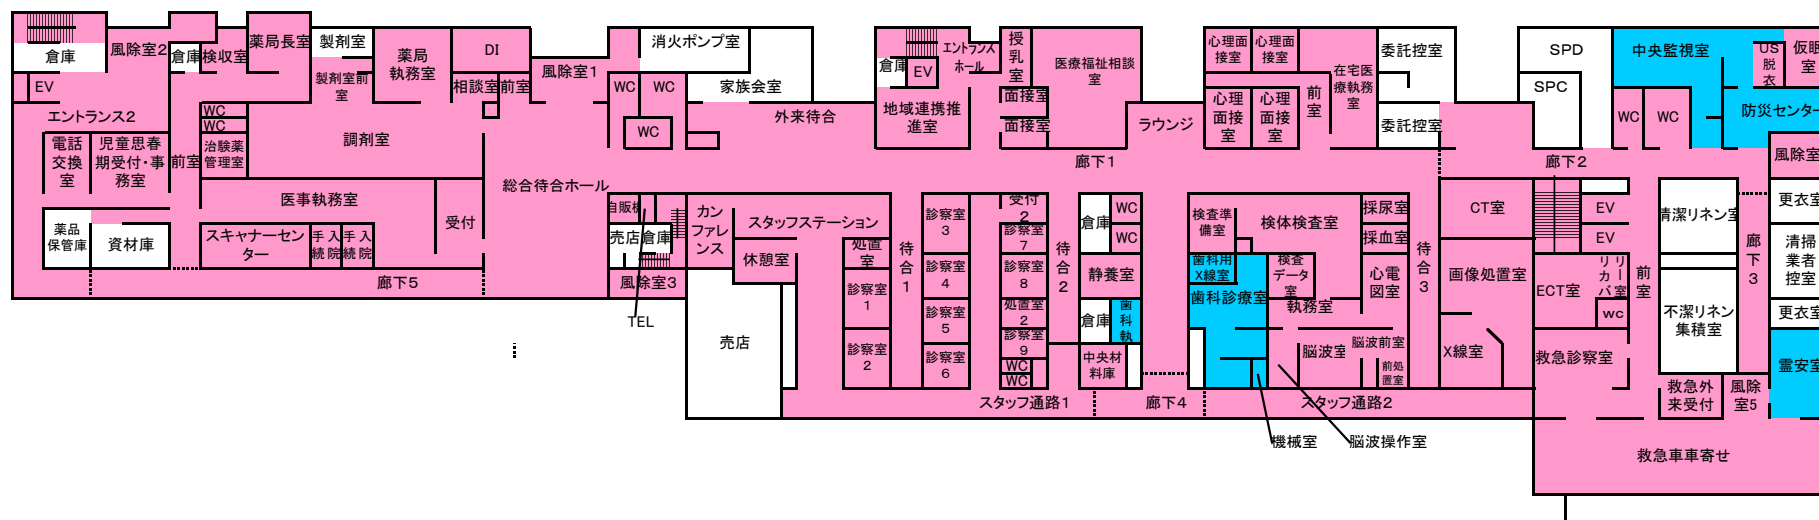 倉庫
風除室2
倉庫
検収室
薬局長室
製剤室
薬局
執務室
DI
風除室1
消火ポンプ室
倉庫
EV
エントランス
ホール
授
乳
室
医療福祉相談
室
心理面
接室
心理面
接室
在宅医
療執務
室
委託控室
SPD
中央監視室
US
脱
衣
仮眠
室
EV
製剤室前
室
相談室
前室
WC
WC
家族会室
面接室
SPC
エントランス2
WC
WC
調剤室
WC
外来待合
地域連携推
進室
面接室
ラウンジ
心理
面接
室
心理
面接
室
前
室
委託控室
WC
WC
防災センター
電話
交換
室
児童思春
期受付・事
務室
前室
治験薬
管理室
廊下1
廊下2
風除室
医事執務室
総合待合ホール
受付
自販機
カン
ファレ
ンス
スタッフステーション
診察室
3
受付
2
倉庫
WC
検査準
備室
検体検査室
採尿室
CT室
EV
清潔リネン室
更衣室
薬品
保管庫
資材庫
スキャナーセン
ター
手
続
入
院
手
続
入
院
売店
倉庫
処置
室
待
合
1
診察室
7
待
合
2
WC
採血室
待
合
3
EV
廊
下
3
清掃
業者
控室
休憩室
診察室
4
診察室
8
静養室
歯科用
X線室
検査
データ
室
心電
図室
画像処置室
リ
カ
バ
リ
ー
室
前
室
廊下5
風除室3
診察室
1
歯科診療室
執務室
ECT室
TEL
診察室
5
処置室
2
倉庫
歯
科
執
wc
不潔リネン
集積室
更衣室
売店
診察室
2
診察室
6
診察室
9
WC
WC
中央材
料庫
脳波室
脳波前室
前処
置室
X線室
救急診察室
霊安室
スタッフ通路1
廊下4
スタッフ通路2
救急外
来受付
風除
室5
機械室
脳波操作室
救急車車寄せ